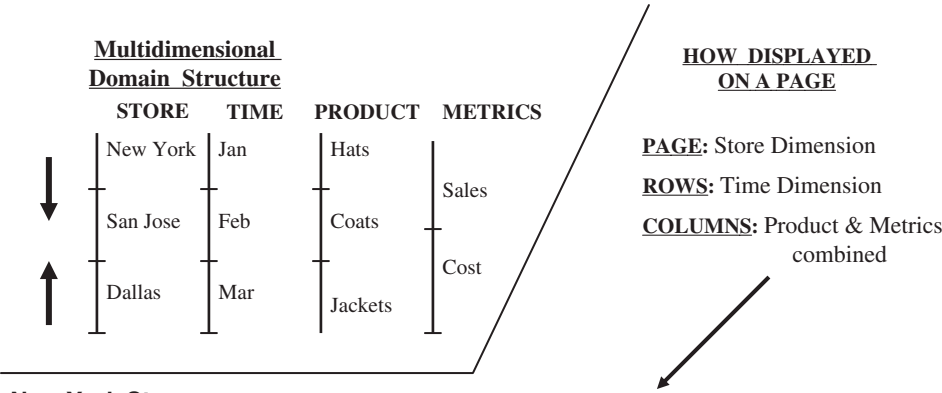 Multidimensional
Domain Structure
STORE TIME PRODUCT METRICS
New York Jan Hats
Sales
San Jose Feb Coats
Cost
Dallas Mar
Jackets
HOW DISPLAYED
ON A PAGE
PAGE: Store Dimension
ROWS: Time Dimension
COLUMNS: Product & Metrics
combined